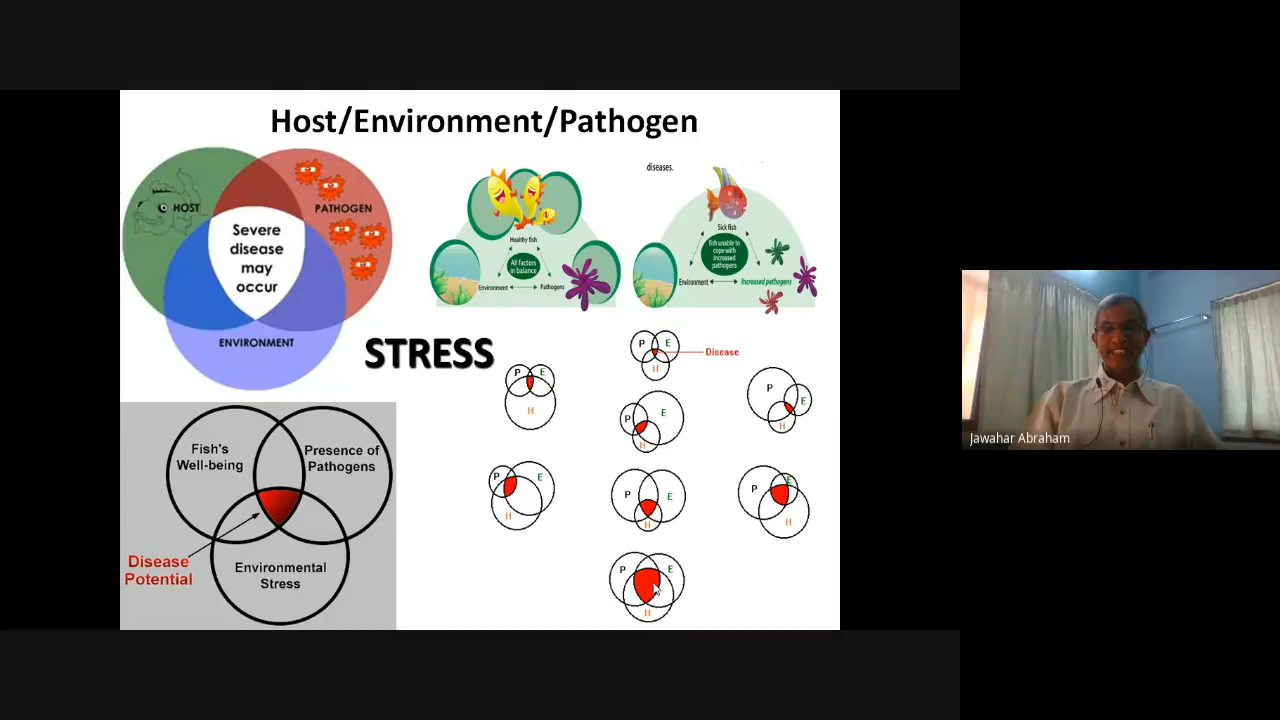 Host/Environment/Pathogen
HOST
PATHOGEN
Severe
disease
may
occur
ENVIRONMENT
Healthy fish
All factors
in balance
Environment
Pathogens
diseases.
Sick fish
fish unable to
cope with
increased
pathogens
Environment
Increased pathogens
STRESS
Fish's
Well-being
Presence of
Pathogens
Environmental
Stress
Disease
Potential
P
E
H
Disease
P
E
H
P
E
H
P
E
H
P
E
H
P
E
H
P
E
H
P
E
H
Jawahar Abraham